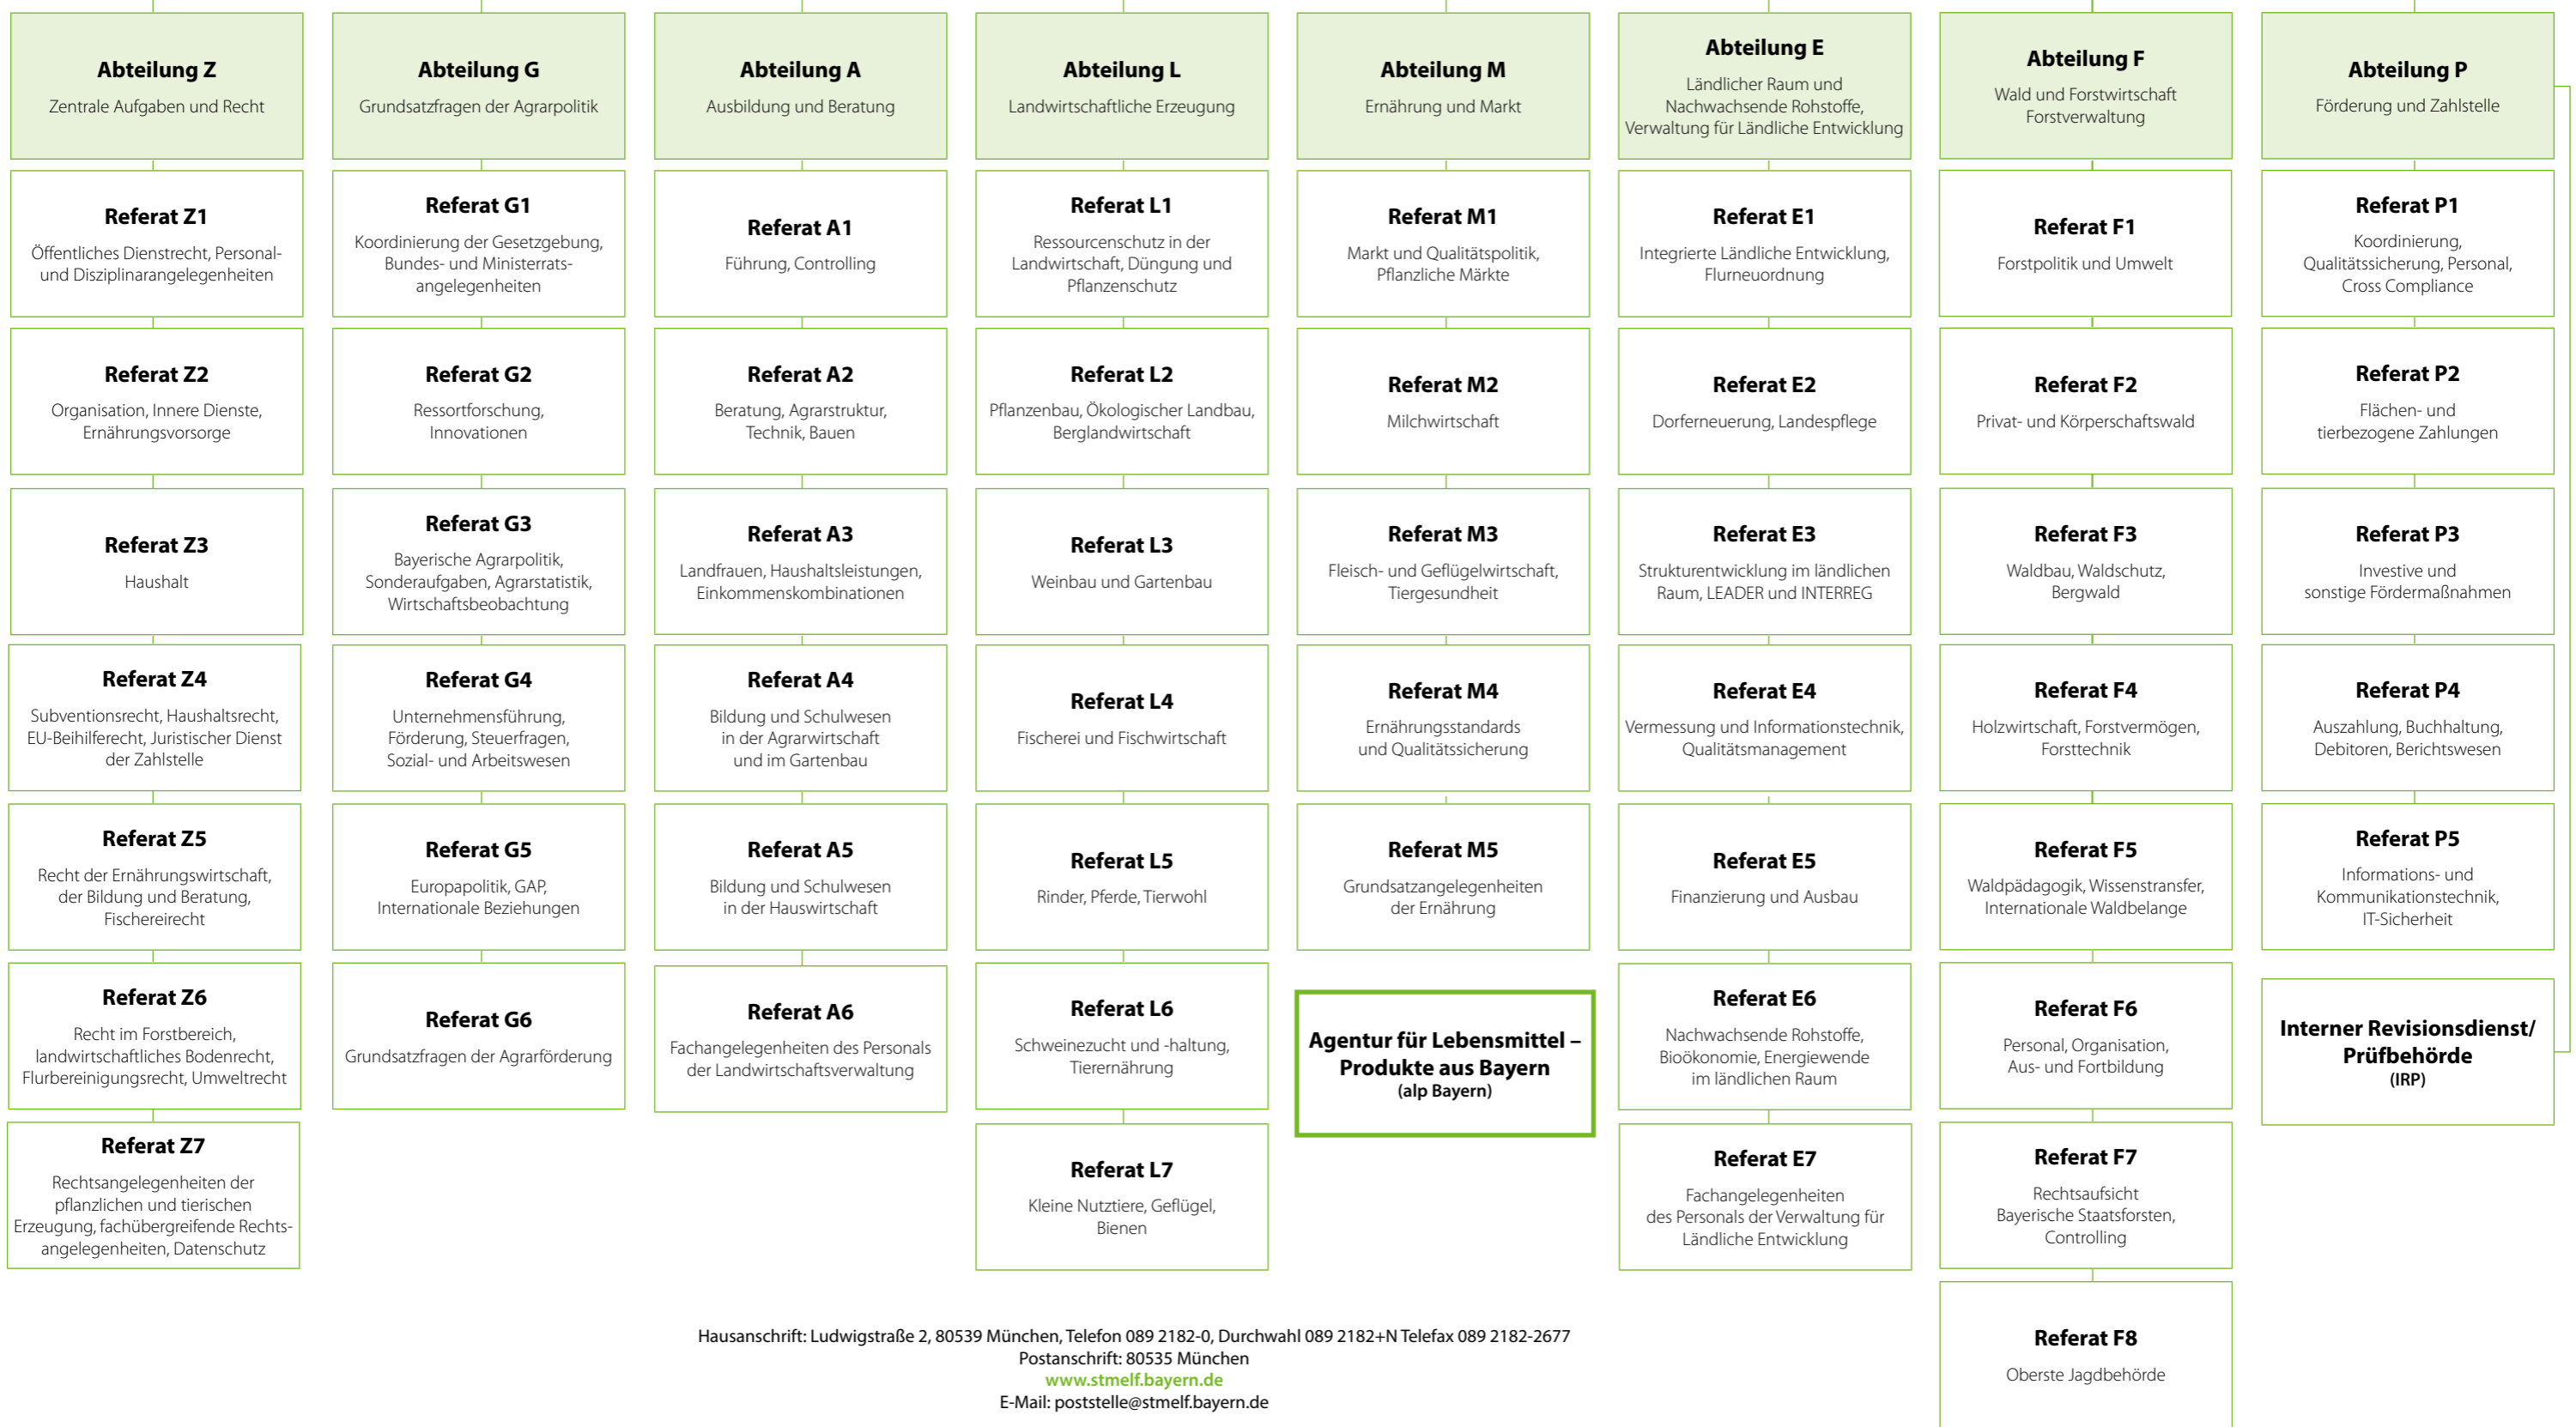 Abteilung Z
Zentrale Aufgaben und Recht
Referat Z1
Öffentliches Dienstrecht, Personal-
und Disziplinarangelegenheiten
Referat Z2
Organisation, Innere Dienste,
Ernährungsvorsorge
Referat Z3
Haushalt
Referat Z4
Subventionsrecht, Haushaltsrecht,
EU-Beihilferecht, Juristischer Dienst
der Zahlstelle
Referat Z5
Recht der Ernährungswirtschaft,
der Bildung und Beratung,
Fischereirecht
Referat Z6
Recht im Forstbereich,
landwirtschaftliches Bodenrecht,
Flurbereinigungsrecht, Umweltrecht
Referat Z7
Rechtsangelegenheiten der
pflanzlichen und tierischen
Erzeugung, fachübergreifende Rechts-
angelegenheiten, Datenschutz
Abteilung G
Grundsatzfragen der Agrarpolitik
Referat G1
Koordinierung der Gesetzgebung,
Bundes- und Ministerrats-
angelegenheiten
Referat G2
Ressortforschung,
Innovationen
Referat G3
Bayerische Agrarpolitik,
Sonderaufgaben, Agrarstatistik,
Wirtschaftsbeobachtung
Referat G4
Unternehmensführung,
Förderung, Steuerfragen,
Sozial- und Arbeitswesen
Referat G5
Europapolitik, GAP,
Internationale Beziehungen
Referat G6
Grundsatzfragen der Agrarförderung
Abteilung A
Ausbildung und Beratung
Referat A1
Führung, Controlling
Referat A2
Beratung, Agrarstruktur,
Technik, Bauen
Referat A3
Landfrauen, Haushaltsleistungen,
Einkommenskombinationen
Referat A4
Bildung und Schulwesen
in der Agrarwirtschaft
und im Gartenbau
Referat A5
Bildung und Schulwesen
in der Hauswirtschaft
Referat A6
Fachangelegenheiten des Personals
der Landwirtschaftsverwaltung
Abteilung L
Landwirtschaftliche Erzeugung
Referat L1
Ressourcenschutz in der
Landwirtschaft, Düngung und
Pflanzenschutz
Referat L2
Pflanzenbau, Ökologischer Landbau,
Berglandwirtschaft
Referat L3
Weinbau und Gartenbau
Referat L4
Fischerei und Fischwirtschaft
Referat L5
Rinder, Pferde, Tierwohl
Referat L6
Schweinezucht und -haltung,
Tierernährung
Referat L7
Kleine Nutztiere, Geflügel,
Bienen
Abteilung M
Ernährung und Markt
Referat M1
Markt und Qualitätspolitik,
Pflanzliche Märkte
Referat M2
Milchwirtschaft
Referat M3
Fleisch- und Geflügelwirtschaft,
Tiergesundheit
Referat M4
Ernährungsstandards
und Qualitätssicherung
Referat M5
Grundsatzangelegenheiten
der Ernährung
Agentur für Lebensmittel –
Produkte aus Bayern
(alp Bayern)
Abteilung E
Ländlicher Raum und
Nachwachsende Rohstoffe,
Verwaltung für Ländliche Entwicklung
Referat E1
Integrierte Ländliche Entwicklung,
Flurneuordnung
Referat E2
Dorferneuerung, Landespflege
Referat E3
Strukturentwicklung im ländlichen
Raum, LEADER und INTERREG
Referat E4
Vermessung und Informationstechnik,
Qualitätsmanagement
Referat E5
Finanzierung und Ausbau
Referat E6
Nachwachsende Rohstoffe,
Bioökonomie, Energiewende
im ländlichen Raum
Referat E7
Fachangelegenheiten
des Personals der Verwaltung für
Ländliche Entwicklung
Abteilung F
Wald und Forstwirtschaft
Forstverwaltung
Referat F1
Forstpolitik und Umwelt
Referat F2
Privat- und Körperschaftswald
Referat F3
Waldbau, Waldschutz,
Bergwald
Referat F4
Holzwirtschaft, Forstvermögen,
Forsttechnik
Referat F5
Waldpädagogik, Wissenstransfer,
Internationale Waldbelange
Referat F6
Personal, Organisation,
Aus- und Fortbildung
Referat F7
Rechtsaufsicht
Bayerische Staatsforsten,
Controlling
Referat F8
Oberste Jagdbehörde
Abteilung P
Förderung und Zahlstelle
Referat P1
Koordinierung,
Qualitätssicherung, Personal,
Cross Compliance
Referat P2
Flächen- und
tierbezogene Zahlungen
Referat P3
Investive und
sonstige Fördermaßnahmen
Referat P4
Auszahlung, Buchhaltung,
Debitoren, Berichtswesen
Referat P5
Informations- und
Kommunikationstechnik,
IT-Sicherheit
Interner Revisionsdienst/
Prüfbehörde
(IRP)
Hausanschrift: Ludwigstraße 2, 80539 München, Telefon 089 2182-0, Durchwahl 089 2182+N Telefax 089 2182-2677
Postanschrift: 80535 München
www.stmelf.bayern.de
E-Mail: poststelle@stmelf.bayern.de